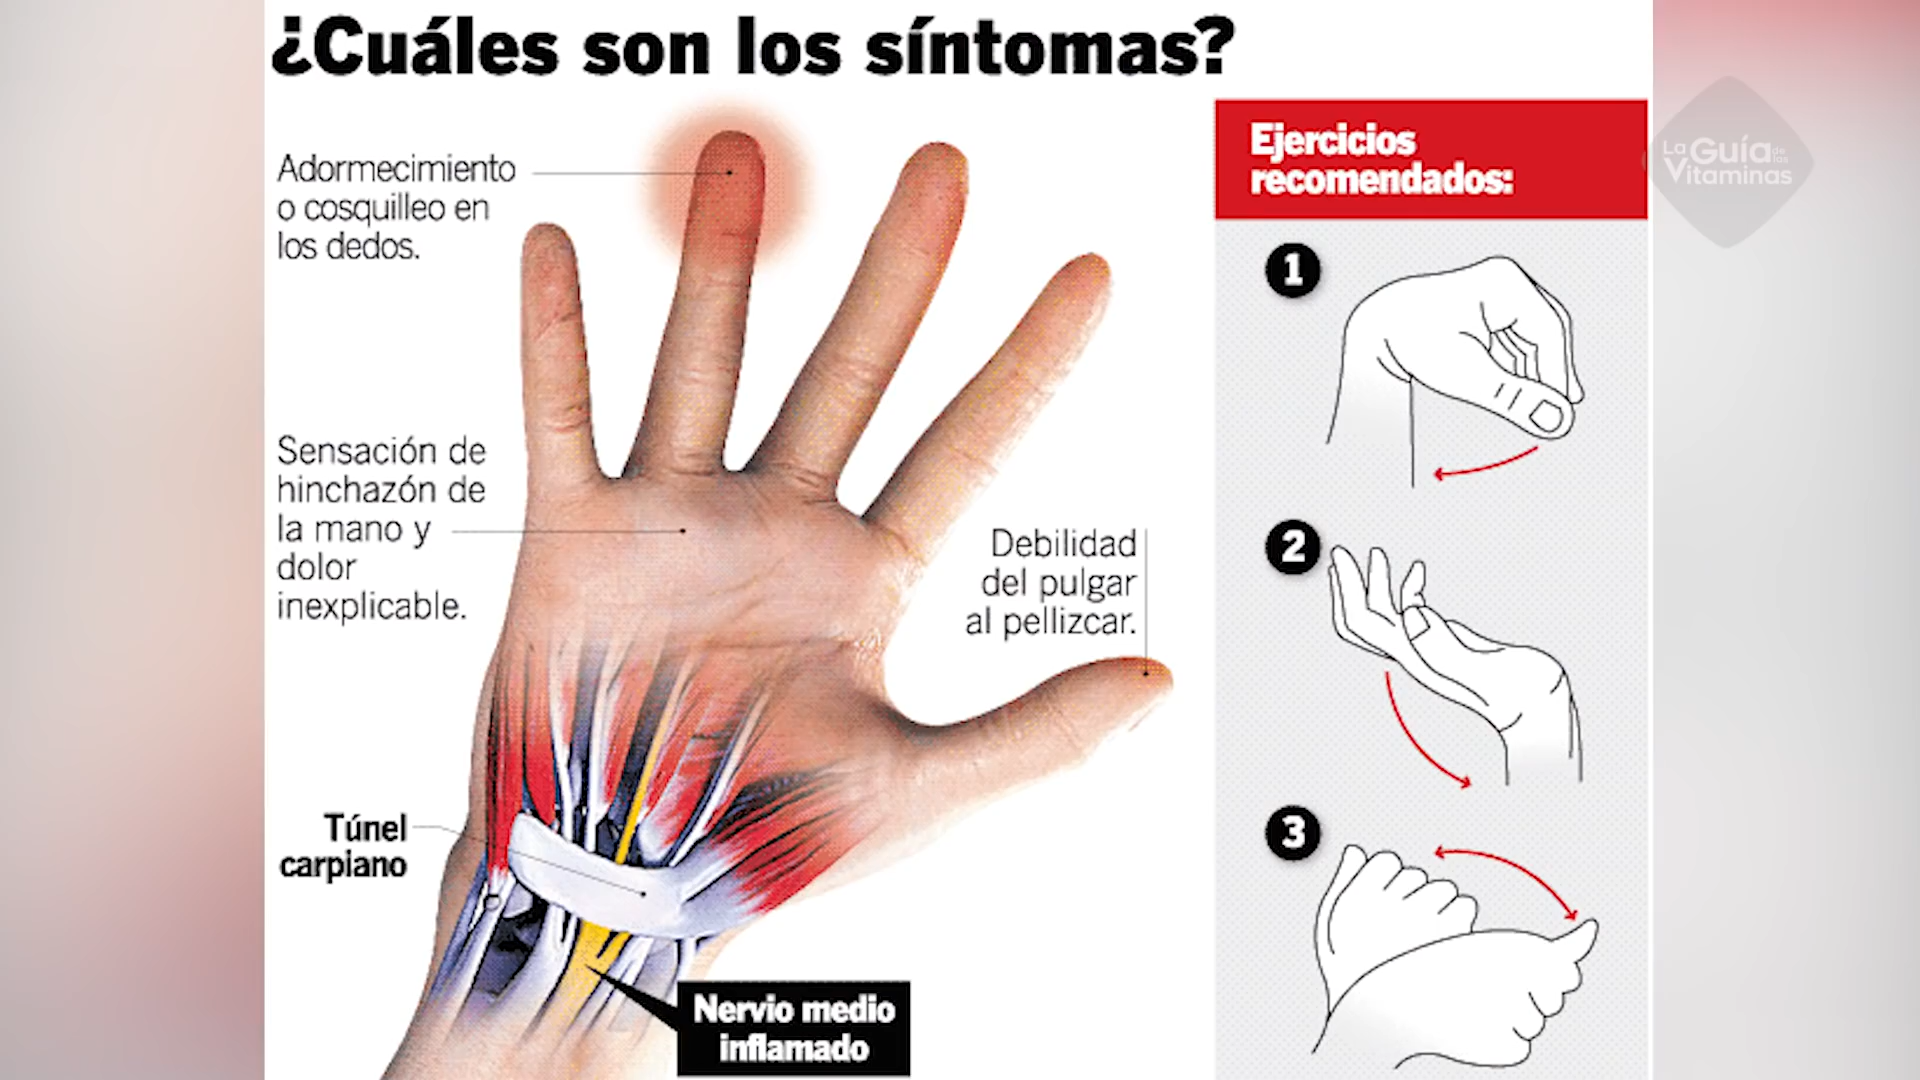 ¿Cuáles son los síntomas?
Adormecimiento
o cosquilleo en
los dedos.
Sensación de
hinchazón de
la mano y
dolor
inexplicable.
Debilidad
del pulgar
al pellizcar.
Túnel
carpiano
Nervio medio
inflamado
Ejercicios
recomendados:
1
2
3
La Guía de las
Vitaminas